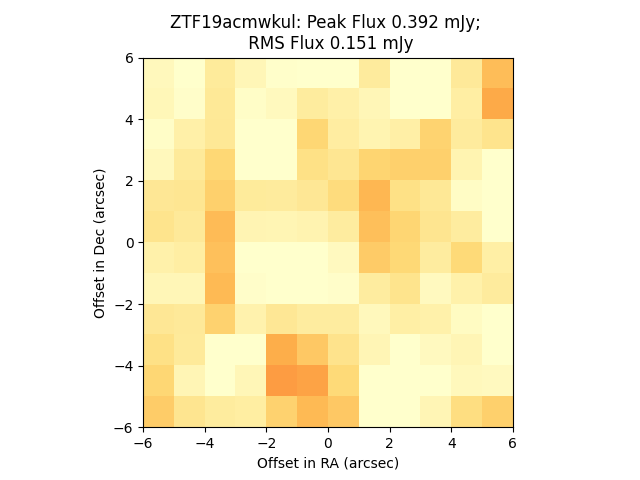 ZTF19acmwkul: Peak Flux 0.392 mJy;
RMS Flux 0.151 mJy
6
4
2
0
−2
−4
−6
Offset in Dec (arcsec)
−6 −4 −2 0 2 4 6
Offset in RA (arcsec)